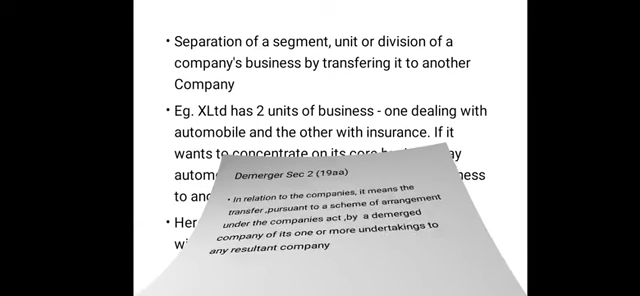 • Separation of a segment, unit or division of a
company's business by transfering it to another
Company
• Eg. XLtd has 2 units of business - one dealing with
automobile and the other with insurance. If it
wants to concentrate on its core
to
• Her
Demerger Sec 2 (19aa)
• In relation to the companies, it means the
transfer ,pursuant to a scheme of arrangement
under the companies act ,by a demerged
company of its one or more undertakings to
any resultant company